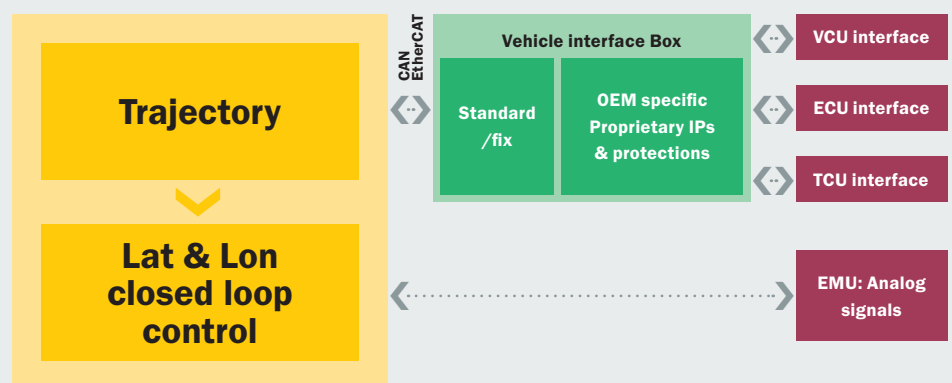 Trajectory
Lat & Lon
closed loop
control
CAN
EtherCAT
Vehicle interface Box
Standard
/fix
OEM specific
Proprietary IPs
& protections
VCU interface
ECU interface
TCU interface
EMU: Analog
signals